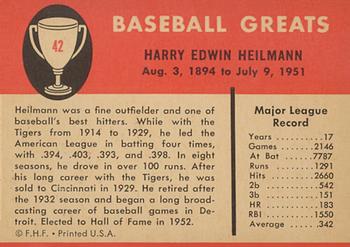 BASEBALL GREATS
42
HARRY EDWIN HEILMANN
Aug. 3, 1894 to July 9, 1951
Heilmann was a fine outfielder and one of
baseball's best hitters. While with the
Tigers from 1914 to 1929, he led the
American League in batting four times,
with .394, .403, .393, and .398. In eight
seasons, he drove in over 100 runs. After
his long career with the Tigers, he was
sold to Cincinnati in 1929. He retired after
the 1932 season and began a long broad-
casting career of baseball games in De-
troit. Elected to Hall of Fame in 1952.
© F.H.F. • Printed U.S.A.
Major League
Record
Years .......... 17
Games ...... 2146
At Bat ...... 7787
Runs ........ 1291
Hits .......... 2660
2b ............ 542
3b ............ 151
HR ............ 183
RBI .......... 1550
Average .... .342